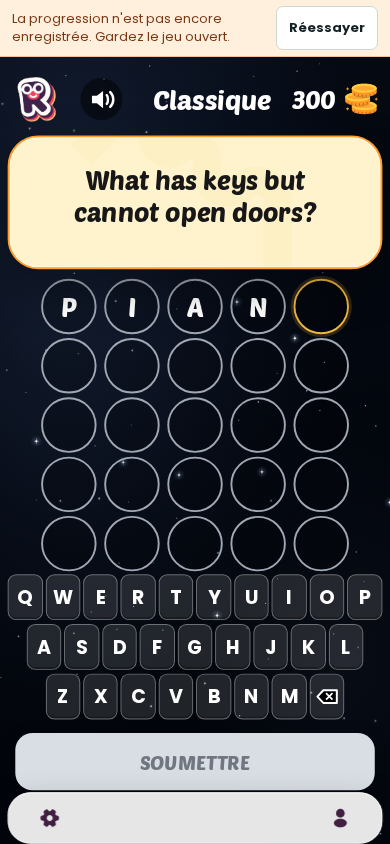 La progression n'est pas encore
enregistrée. Gardez le jeu ouvert.
Réessayer
R
Classique
300
What has keys but
cannot open doors?
P I A N
Q W E R T Y U I O P
A S D F G H J K L
Z X C V B N M
SOUMETTRE